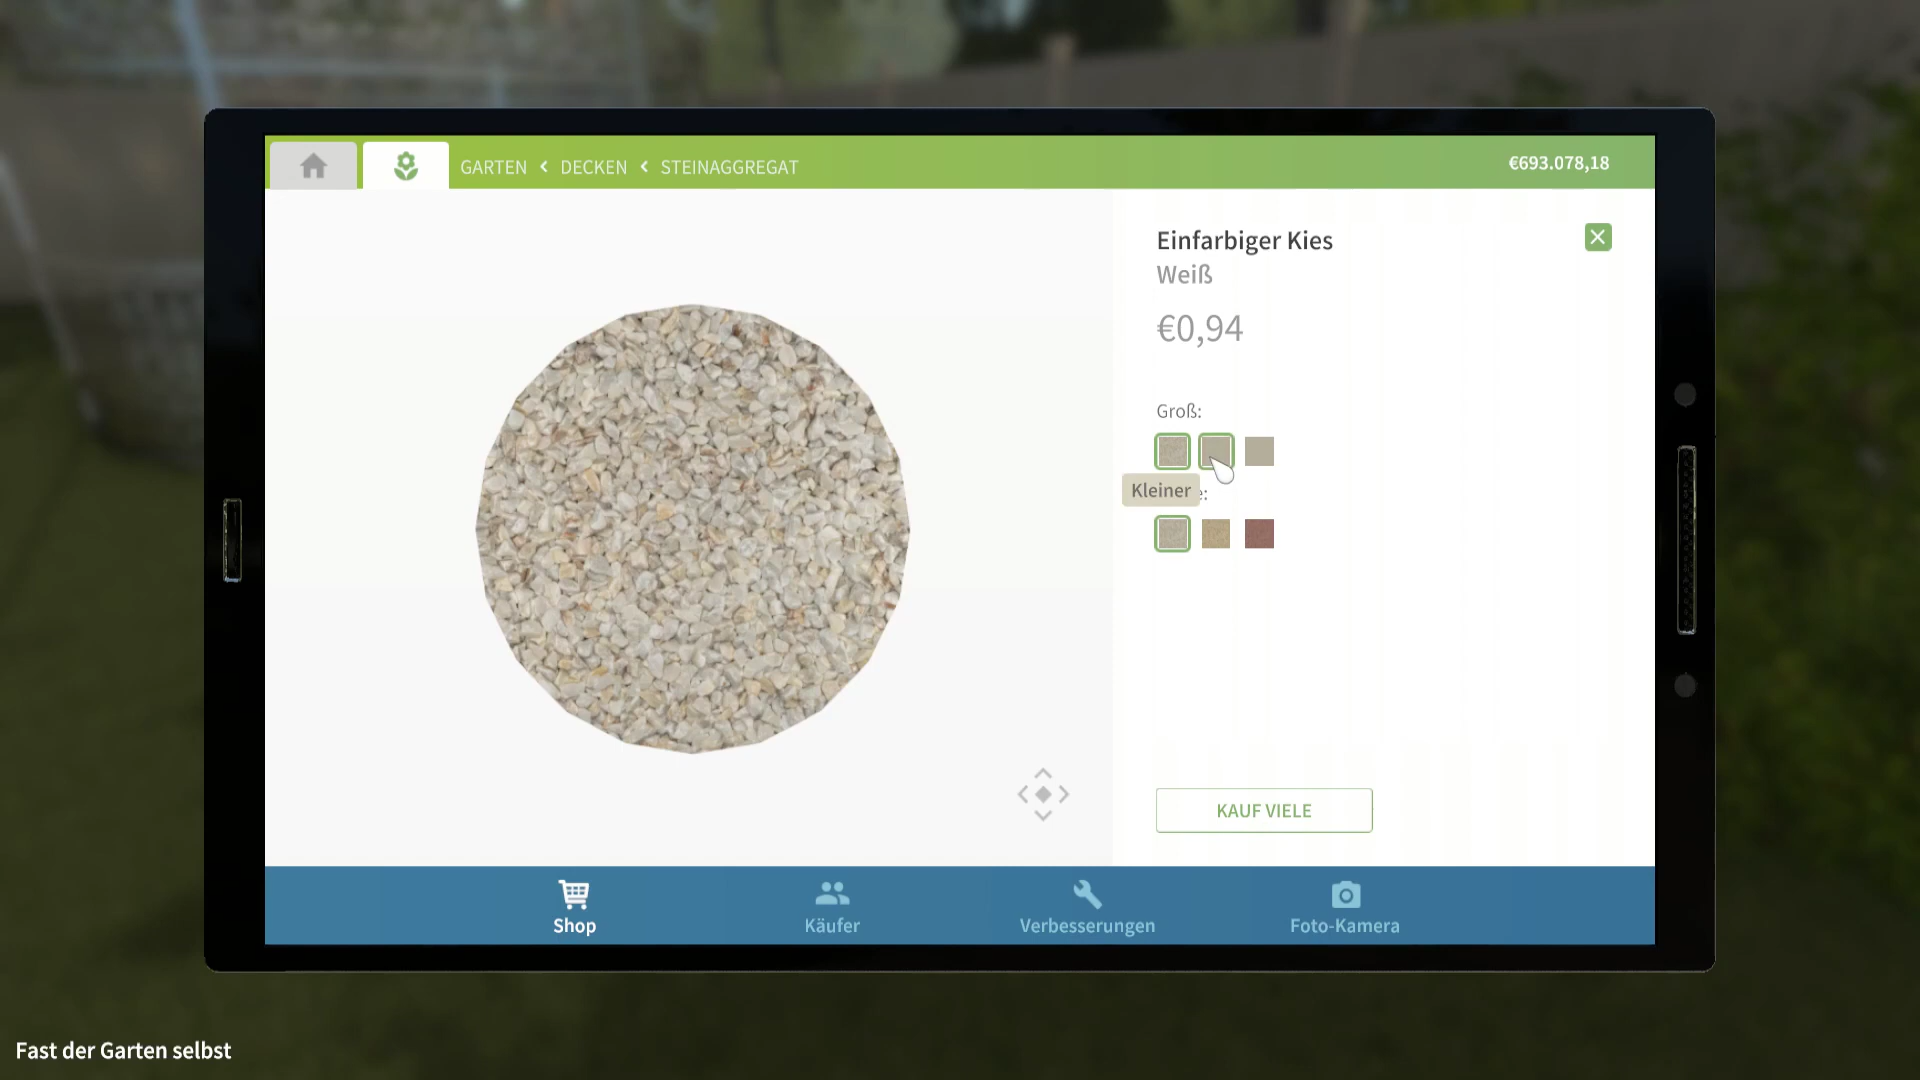 GARTEN < DECKEN < STEINAGGREGAT
€693.078,18
Einfarbiger Kies
Weiß
€0,94
Groß:
Kleiner
e:
KAUF VIELE
Shop
Käufer
Verbesserungen
Foto-Kamera
Fast der Garten selbst